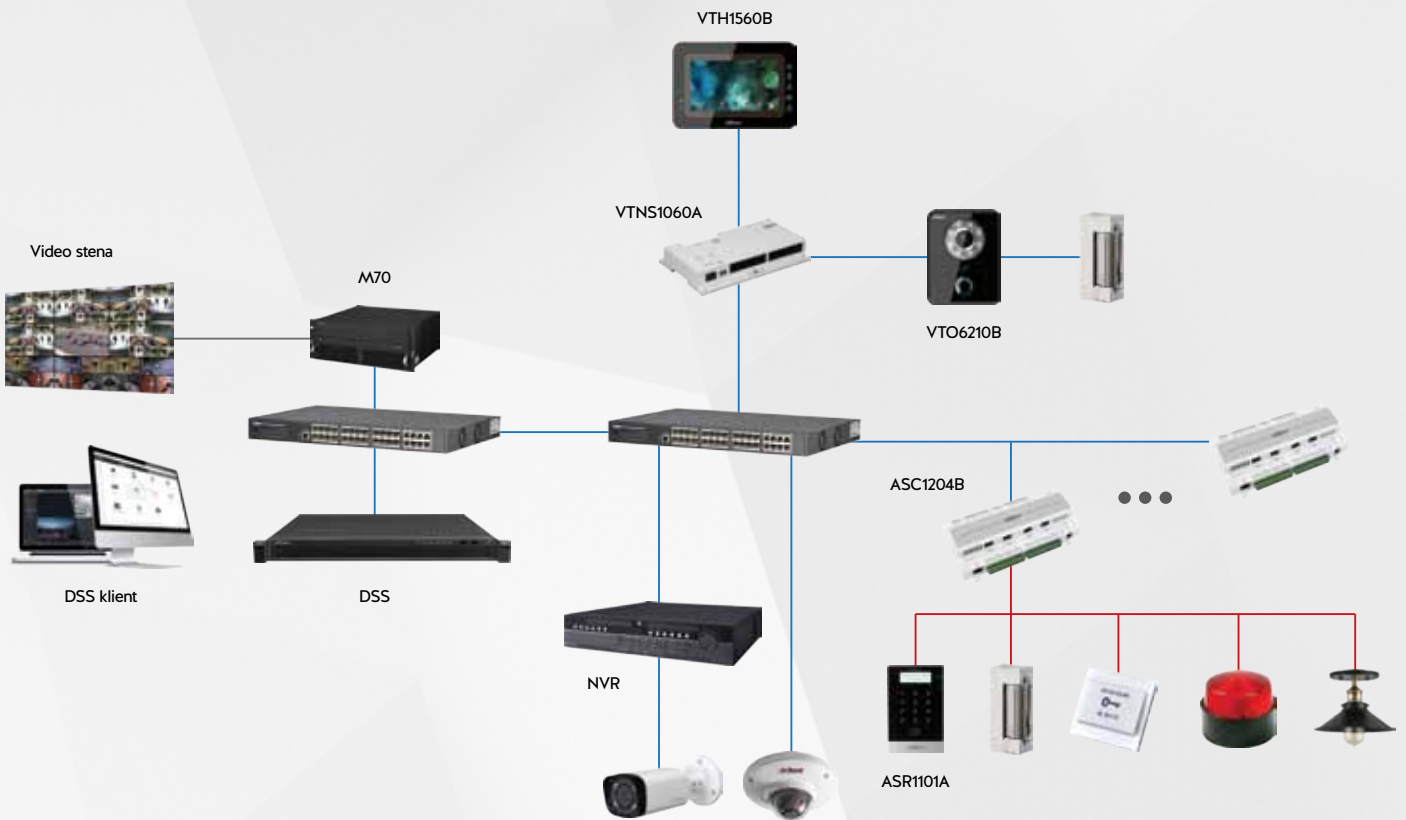 VTH1560B
VTNS1060A
Video stena
M70
VTO6210B
ASC1204B
DSS klient
DSS
NVR
ASR1101A